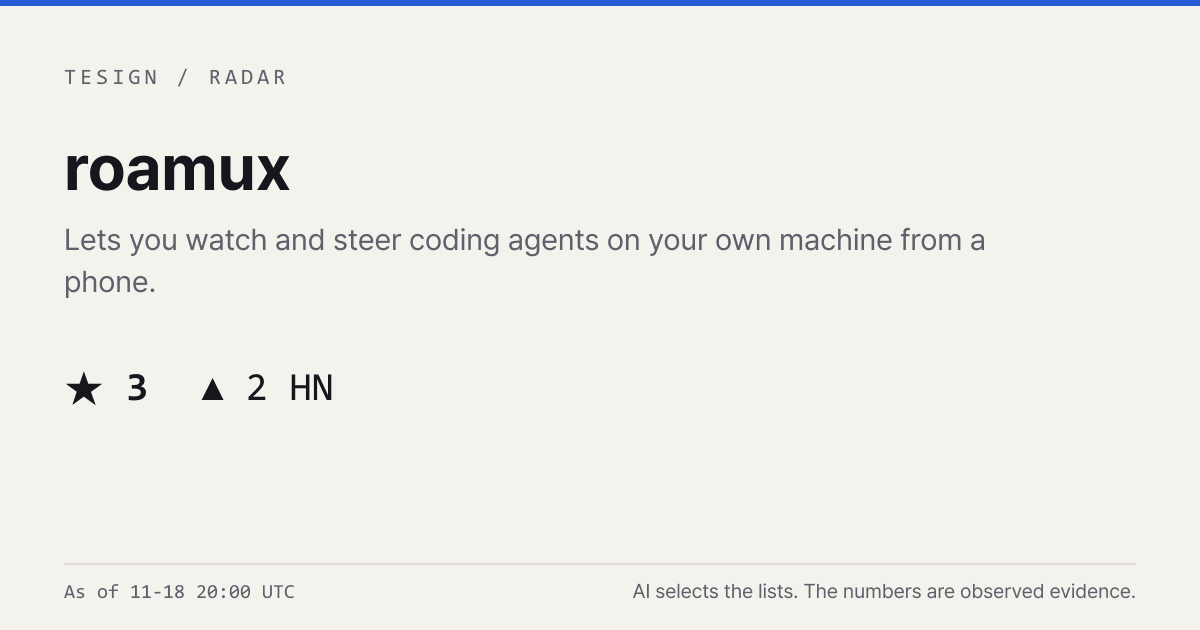 TESIGN / RADAR
roamux
Lets you watch and steer coding agents on your own machine from a
phone.
★ 3 ▲ 2 HN
As of 11-18 20:00 UTC
AI selects the lists. The numbers are observed evidence.